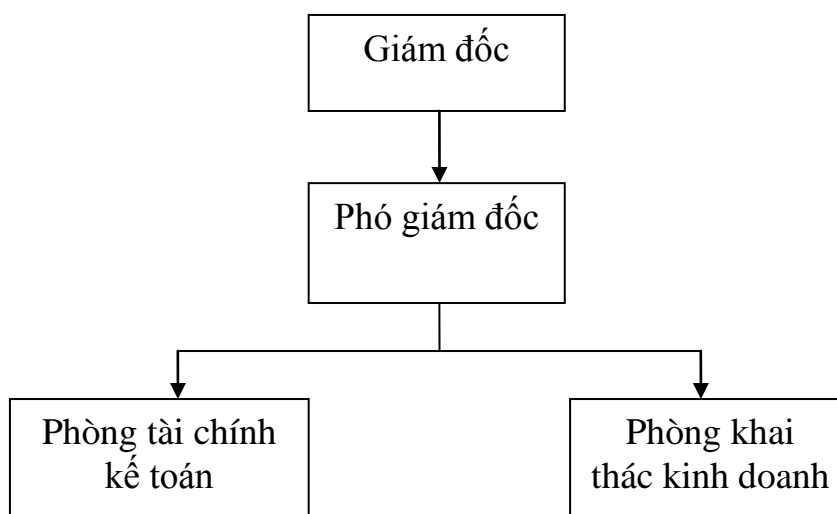 Giám đốc
Phó giám đốc
Phòng tài chính
kế toán
Phòng khai
thác kinh doanh